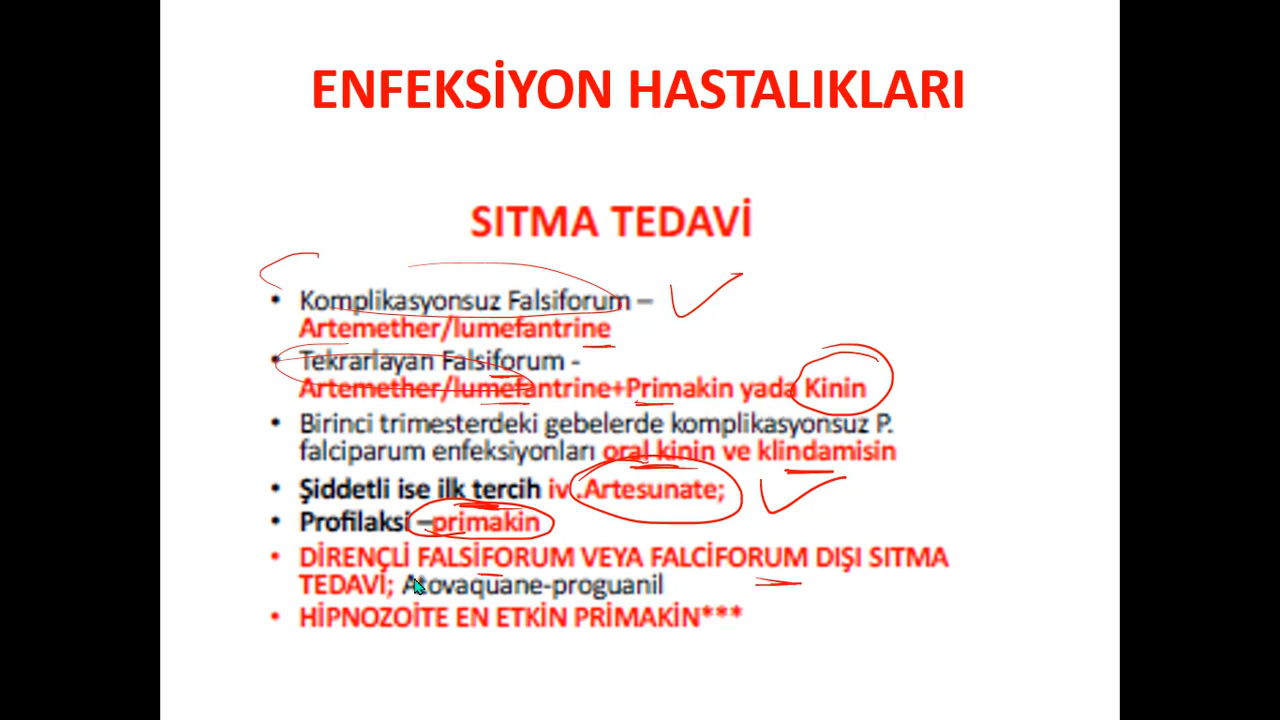 ENFEKSİYON HASTALIKLARI
SITMA TEDAVİ
• Komplikasyonsuz Falsiforum –
Artemether/lumefantrine
• Tekrarlayan Falsiforum -
Artemether/lumefantrine+Primakin yada Kinin
• Birinci trimesterdeki gebelerde komplikasyonsuz P.
falciparum enfeksiyonları oral kinin ve klindamisin
• Şiddetli ise ilk tercih iv .Artesunate;
• Profilaksi –primakin
• DİRENÇLİ FALSİFORUM VEYA FALCİFORUM DIŞI SITMA
TEDAVİ; Atovaquane-proguanil
• HİPNOZOİTE EN ETKİN PRİMAKİN***